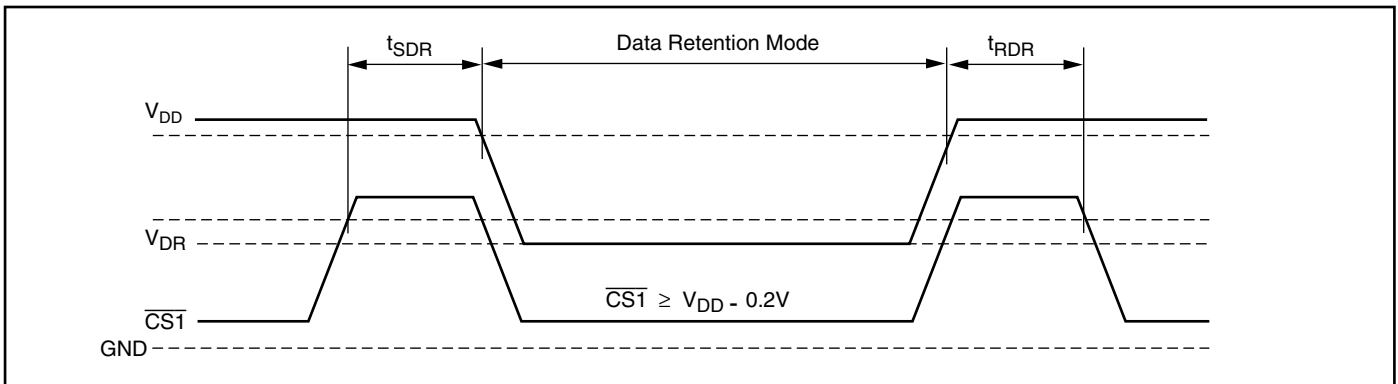 tSDR
Data Retention Mode
tRDR
VDD
VDR
CS1 ≥ VDD - 0.2V
CS1
GND